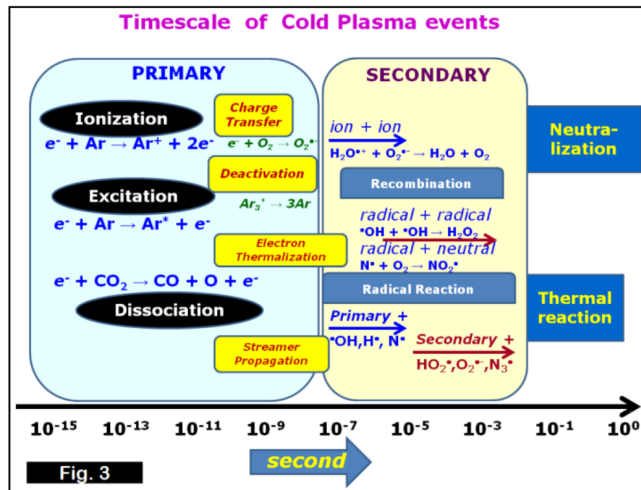 Timescale of Cold Plasma events
PRIMARY
Ionization
e⁻ + Ar → Ar⁺ + 2e⁻
Excitation
e⁻ + Ar → Ar* + e⁻
e⁻ + CO₂ → CO + O + e⁻
Dissociation
Charge
Transfer
e⁻ + O₂ → O₂•⁻
Deactivation
Ar₃* → 3Ar
Electron
Thermalization
Streamer
Propagation
SECONDARY
ion + ion
H₂O•⁺ + O₂•⁻ → H₂O + O₂
Recombination
radical + radical
•OH + •OH → H₂O₂
radical + neutral
N• + O₂ → NO₂•
Radical Reaction
Primary +
•OH,H•, N•
Secondary +
HO₂•,O₂•⁻,N₃•
Neutra-
lization
Thermal
reaction
10⁻¹⁵ 10⁻¹³ 10⁻¹¹ 10⁻⁹ 10⁻⁷ 10⁻⁵ 10⁻³ 10⁻¹ 10⁰
Fig. 3
second